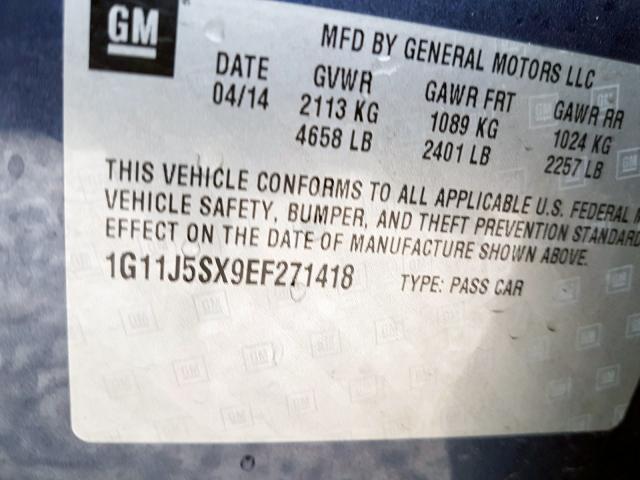 GM
MFD BY GENERAL MOTORS LLC
DATE GVWR GAWR FRT GAWR RR
04/14 2113 KG 1089 KG 1024 KG
4658 LB 2401 LB 2257 LB
THIS VEHICLE CONFORMS TO ALL APPLICABLE U.S. FEDERAL
VEHICLE SAFETY, BUMPER, AND THEFT PREVENTION STANDARD
EFFECT ON THE DATE OF MANUFACTURE SHOWN ABOVE.
1G11J5SX9EF271418 TYPE: PASS CAR